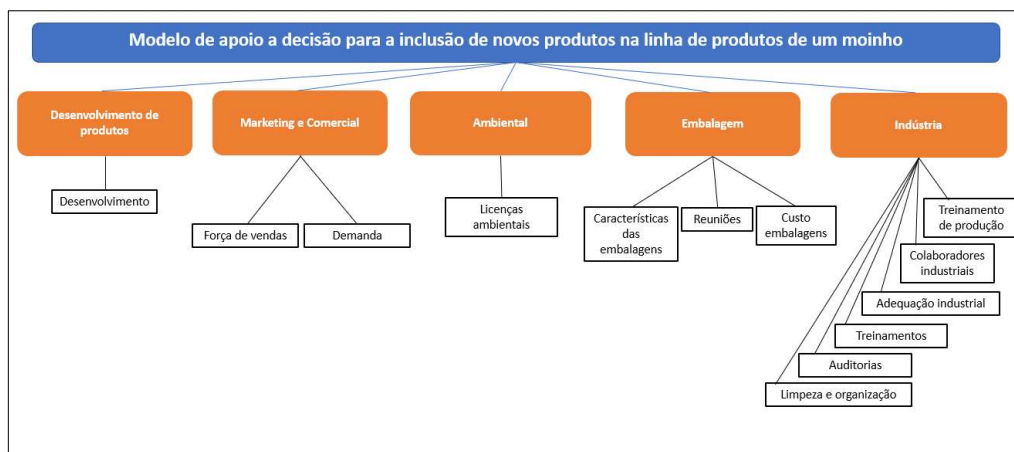 Modelo de apoio a decisão para a inclusão de novos produtos na linha de produtos de um moinho
Desenvolvimento de
produtos
Marketing e Comercial
Ambiental
Embalagem
Indústria
Desenvolvimento
Força de vendas
Demanda
Licenças
ambientais
Características
das
embalagens
Reuniões
Custo
embalagens
Treinamento
de produção
Colaboradores
industriais
Adequação industrial
Treinamentos
Auditorias
Limpeza e organização